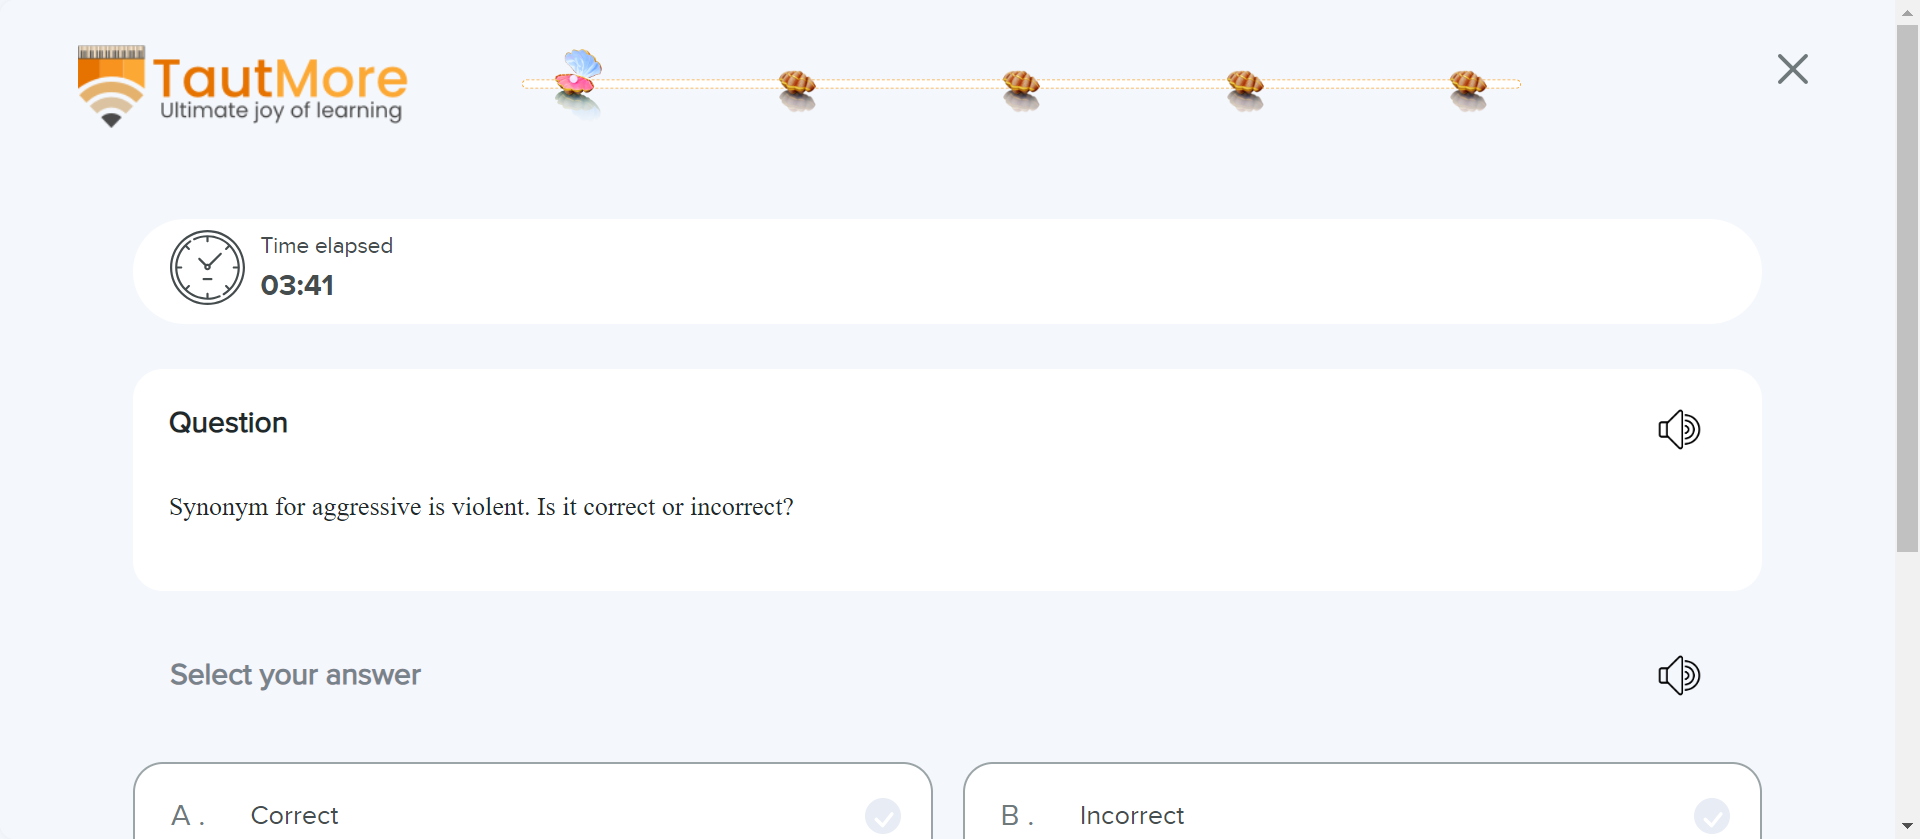 TautMore
Ultimate joy of learning
Time elapsed
03:41
Question
Synonym for aggressive is violent. Is it correct or incorrect?
Select your answer
A . Correct
B . Incorrect